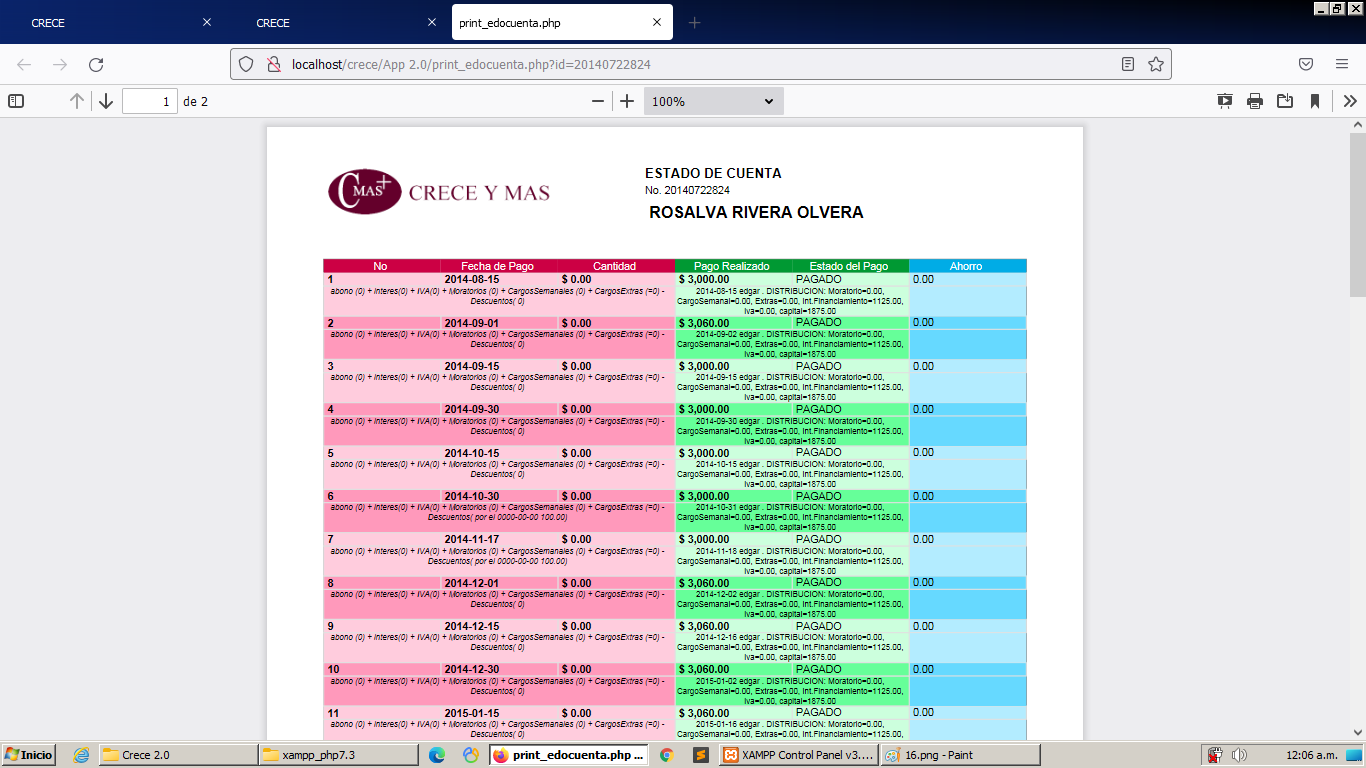 CRECE
CRECE
print_edocuenta.php
localhost/crece/App 2.0/print_edocuenta.php?id=20140722824
1 de 2
100%
C MAS+ CRECE Y MAS
ESTADO DE CUENTA
No. 20140722824
ROSALVA RIVERA OLVERA
No Fecha de Pago Cantidad Pago Realizado Estado del Pago Ahorro
1 2014-08-15 $ 0.00 $ 3,000.00 PAGADO 0.00
abono (0) + Interes(0) + IVA(0) + Moratorios (0) + CargosSemanales (0) + CargosExtras (=0) -
Descuentos( 0)
2014-08-15 edgar . DISTRIBUCION: Moratorio=0.00,
CargoSemanal=0.00, Extras=0.00, Int.Financiamiento=1125.00,
Iva=0.00, capital=1875.00
2 2014-09-01 $ 0.00 $ 3,060.00 PAGADO 0.00
abono (0) + Interes(0) + IVA(0) + Moratorios (0) + CargosSemanales (0) + CargosExtras (=0) -
Descuentos( 0)
2014-09-02 edgar . DISTRIBUCION: Moratorio=0.00,
CargoSemanal=0.00, Extras=0.00, Int.Financiamiento=1125.00,
Iva=0.00, capital=1875.00
3 2014-09-15 $ 0.00 $ 3,000.00 PAGADO 0.00
abono (0) + Interes(0) + IVA(0) + Moratorios (0) + CargosSemanales (0) + CargosExtras (=0) -
Descuentos( 0)
2014-09-15 edgar . DISTRIBUCION: Moratorio=0.00,
CargoSemanal=0.00, Extras=0.00, Int.Financiamiento=1125.00,
Iva=0.00, capital=1875.00
4 2014-09-30 $ 0.00 $ 3,000.00 PAGADO 0.00
abono (0) + Interes(0) + IVA(0) + Moratorios (0) + CargosSemanales (0) + CargosExtras (=0) -
Descuentos( 0)
2014-09-30 edgar . DISTRIBUCION: Moratorio=0.00,
CargoSemanal=0.00, Extras=0.00, Int.Financiamiento=1125.00,
Iva=0.00, capital=1875.00
5 2014-10-15 $ 0.00 $ 3,000.00 PAGADO 0.00
abono (0) + Interes(0) + IVA(0) + Moratorios (0) + CargosSemanales (0) + CargosExtras (=0) -
Descuentos( 0)
2014-10-15 edgar . DISTRIBUCION: Moratorio=0.00,
CargoSemanal=0.00, Extras=0.00, Int.Financiamiento=1125.00,
Iva=0.00, capital=1875.00
6 2014-10-30 $ 0.00 $ 3,000.00 PAGADO 0.00
abono (0) + Interes(0) + IVA(0) + Moratorios (0) + CargosSemanales (0) + CargosExtras (=0) -
Descuentos( por el 0000-00-00 100.00)
2014-10-31 edgar . DISTRIBUCION: Moratorio=0.00,
CargoSemanal=0.00, Extras=0.00, Int.Financiamiento=1125.00,
Iva=0.00, capital=1875.00
7 2014-11-17 $ 0.00 $ 3,000.00 PAGADO 0.00
abono (0) + Interes(0) + IVA(0) + Moratorios (0) + CargosSemanales (0) + CargosExtras (=0) -
Descuentos( por el 0000-00-00 100.00)
2014-11-18 edgar . DISTRIBUCION: Moratorio=0.00,
CargoSemanal=0.00, Extras=0.00, Int.Financiamiento=1125.00,
Iva=0.00, capital=1875.00
8 2014-12-01 $ 0.00 $ 3,060.00 PAGADO 0.00
abono (0) + Interes(0) + IVA(0) + Moratorios (0) + CargosSemanales (0) + CargosExtras (=0) -
Descuentos( 0)
2014-12-02 edgar . DISTRIBUCION: Moratorio=0.00,
CargoSemanal=0.00, Extras=0.00, Int.Financiamiento=1125.00,
Iva=0.00, capital=1875.00
9 2014-12-15 $ 0.00 $ 3,060.00 PAGADO 0.00
abono (0) + Interes(0) + IVA(0) + Moratorios (0) + CargosSemanales (0) + CargosExtras (=0) -
Descuentos( 0)
2014-12-16 edgar . DISTRIBUCION: Moratorio=0.00,
CargoSemanal=0.00, Extras=0.00, Int.Financiamiento=1125.00,
Iva=0.00, capital=1875.00
10 2014-12-30 $ 0.00 $ 3,060.00 PAGADO 0.00
abono (0) + Interes(0) + IVA(0) + Moratorios (0) + CargosSemanales (0) + CargosExtras (=0) -
Descuentos( 0)
2015-01-02 edgar . DISTRIBUCION: Moratorio=0.00,
CargoSemanal=0.00, Extras=0.00, Int.Financiamiento=1125.00,
Iva=0.00, capital=1875.00
11 2015-01-15 $ 0.00 $ 3,060.00 PAGADO 0.00
abono (0) + Interes(0) + IVA(0) + Moratorios (0) + CargosSemanales (0) + CargosExtras (=0) -
Descuentos( 0)
2015-01-16 edgar . DISTRIBUCION: Moratorio=0.00,
CargoSemanal=0.00, Extras=0.00, Int.Financiamiento=1125.00,
Inicio Crece 2.0 xampp_php7.3 print_edocuenta.php ... XAMPP Control Panel v3.... 16.png - Paint 12:06 a.m.